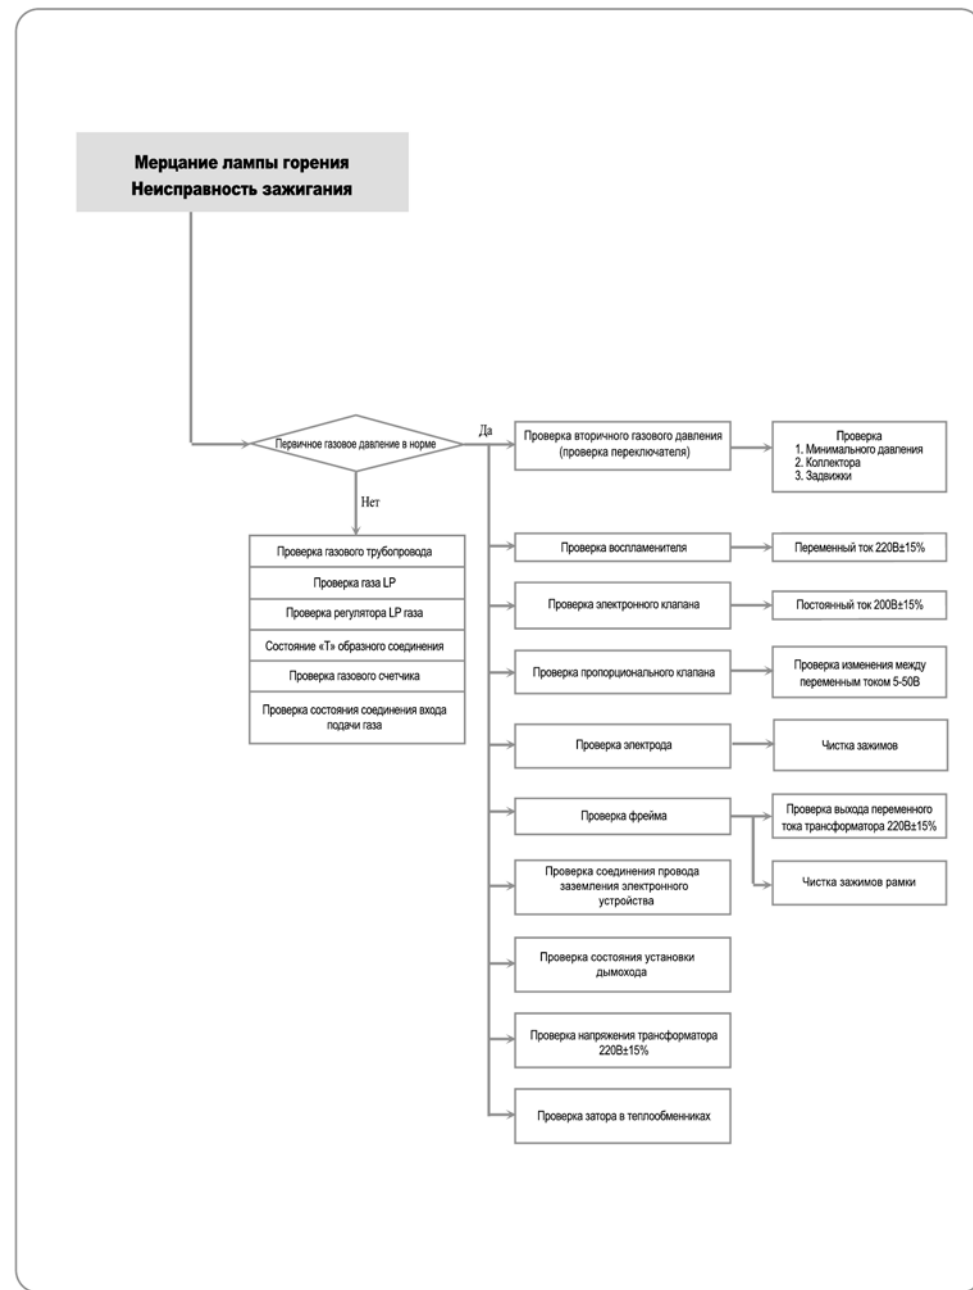 Мерцание лампы горения
Неисправность зажигания
Первичное газовое давление в норме
Да
Нет
Проверка газового трубопровода
Проверка газа LP
Проверка регулятора LP газа
Состояние «Т» образного соединения
Проверка газового счетчика
Проверка состояния соединения входа
подачи газа
Проверка вторичного газового давления
(проверка переключателя)
Проверка
1. Минимального давления
2. Коллектора
3. Задвижки
Проверка воспламенителя
Переменный ток 220В±15%
Проверка электронного клапана
Постоянный ток 200В±15%
Проверка пропорционального клапана
Проверка изменения между
переменным током 5-50В
Проверка электрода
Чистка зажимов
Проверка фрейма
Проверка выхода переменного
тока трансформатора 220В±15%
Чистка зажимов рамки
Проверка соединения провода
заземления электронного
устройства
Проверка состояния установки
дымохода
Проверка напряжения трансформатора
220В±15%
Проверка затора в теплообменниках